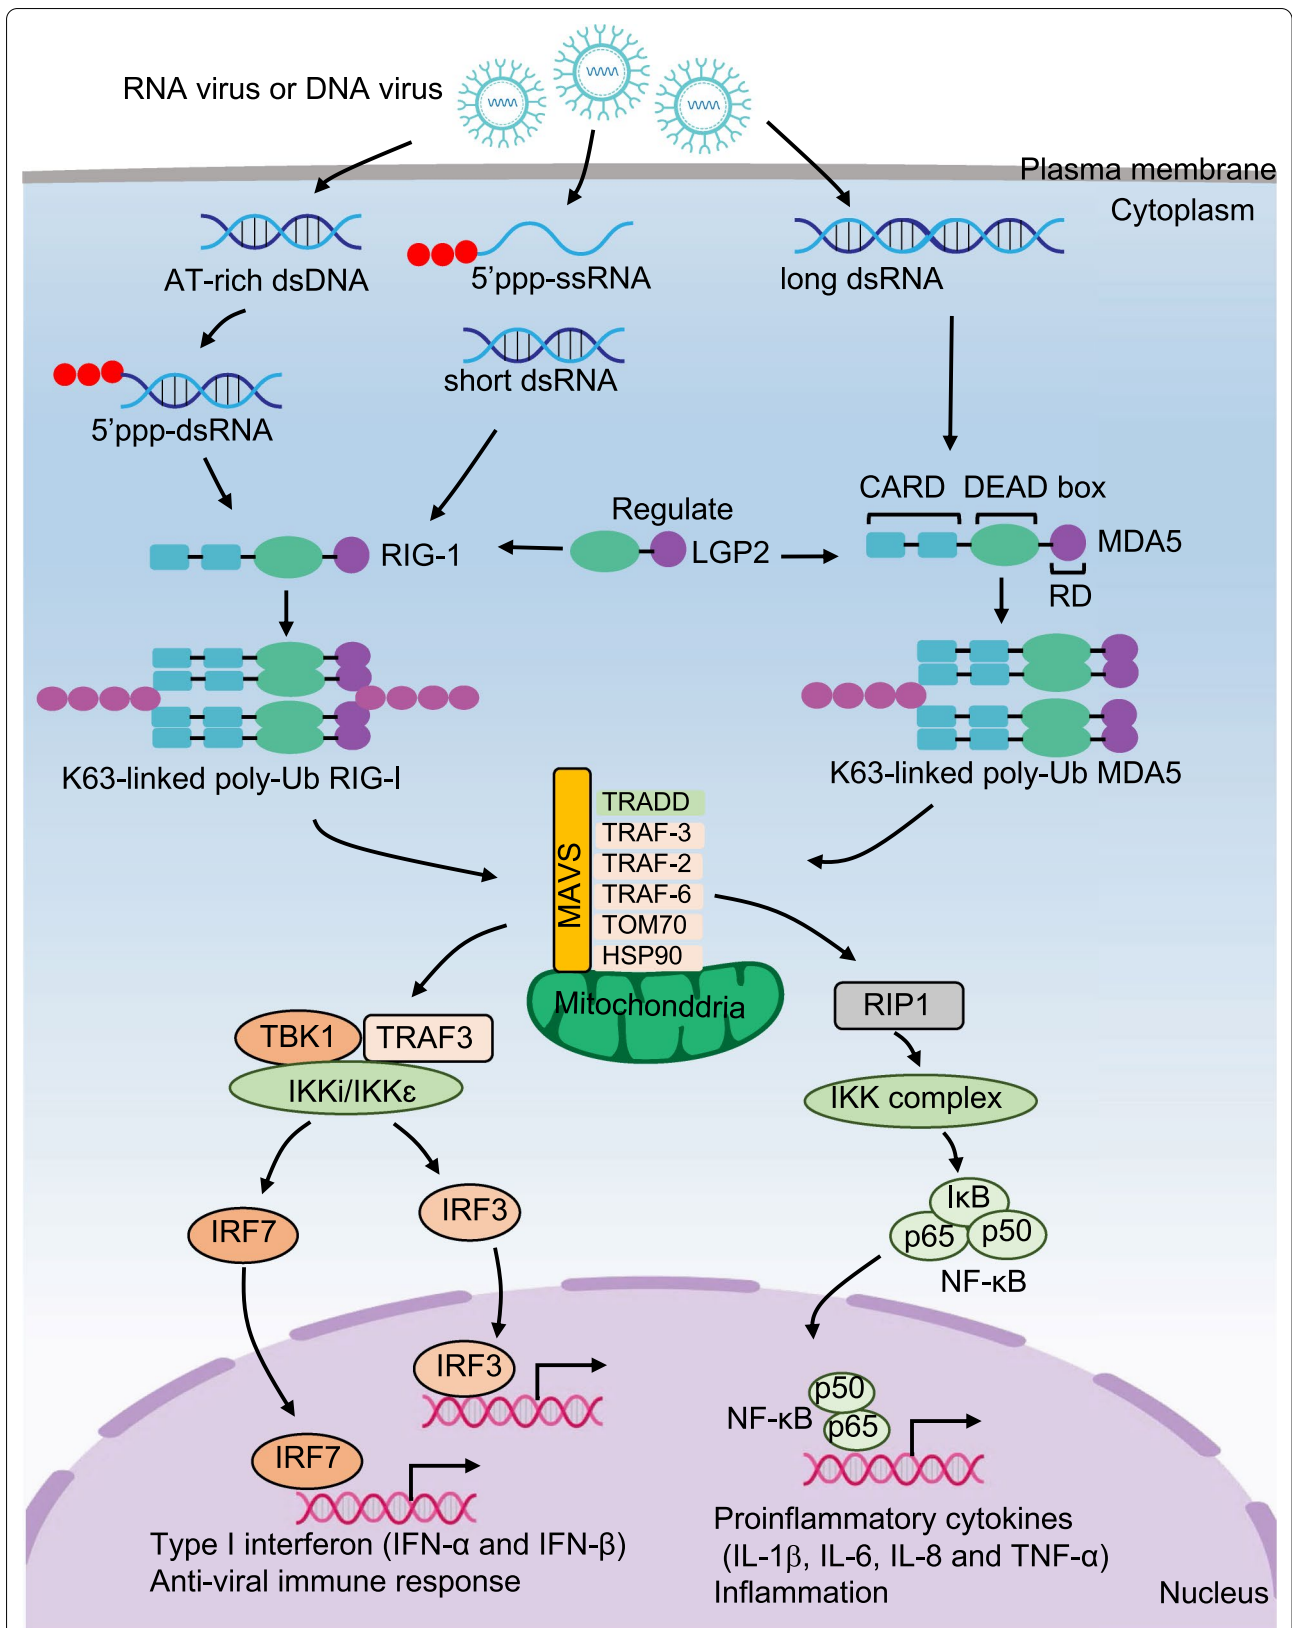 RNA virus or DNA virus
Plasma membrane
Cytoplasm
AT-rich dsDNA
5'ppp-ssRNA
long dsRNA
short dsRNA
5'ppp-dsRNA
CARD
DEAD box
Regulate
RIG-1
LGP2
MDA5
RD
K63-linked poly-Ub RIG-I
K63-linked poly-Ub MDA5
MAVS
TRADD
TRAF-3
TRAF-2
TRAF-6
TOM70
HSP90
Mitochonddria
RIP1
TBK1
TRAF3
IKKi/IKKε
IKK complex
IκB
p65
p50
NF-κB
IRF7
IRF3
IRF3
p50
NF-κB
p65
IRF7
Type I interferon (IFN-α and IFN-β)
Anti-viral immune response
Proinflammatory cytokines
(IL-1β, IL-6, IL-8 and TNF-α)
Inflammation
Nucleus